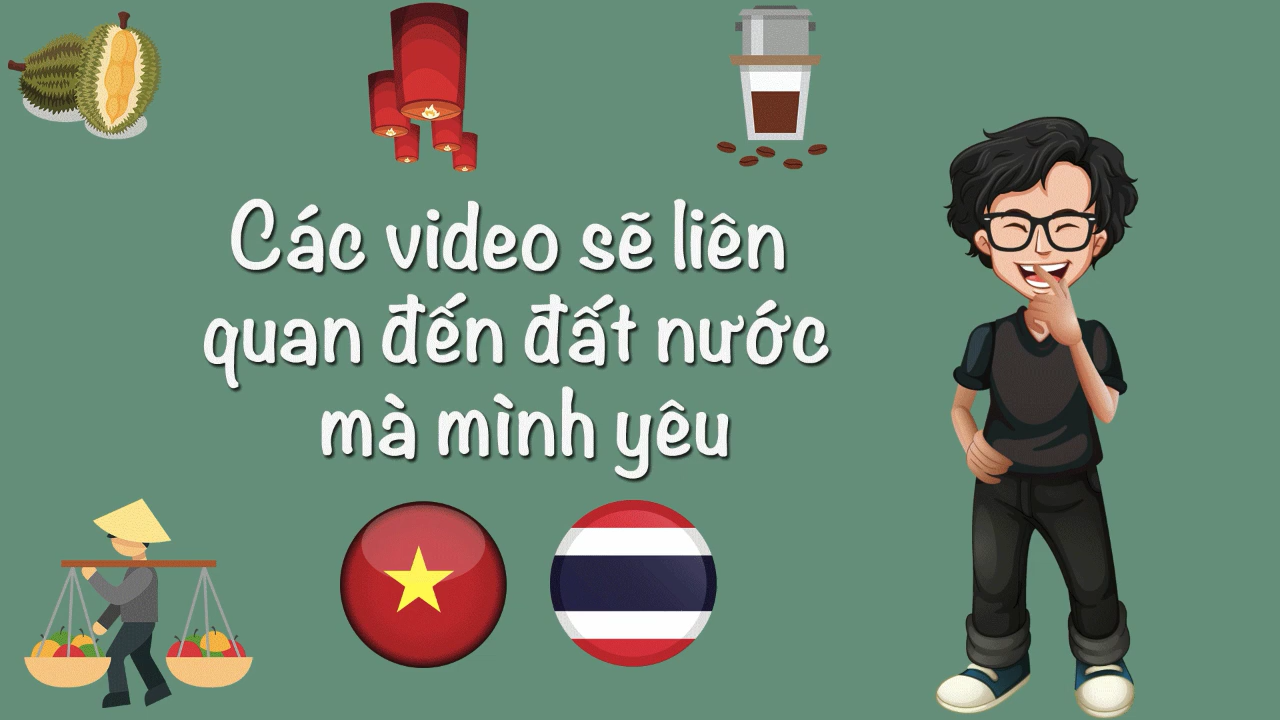 Các video sẽ liên
quan đến đất nước
mà mình yêu